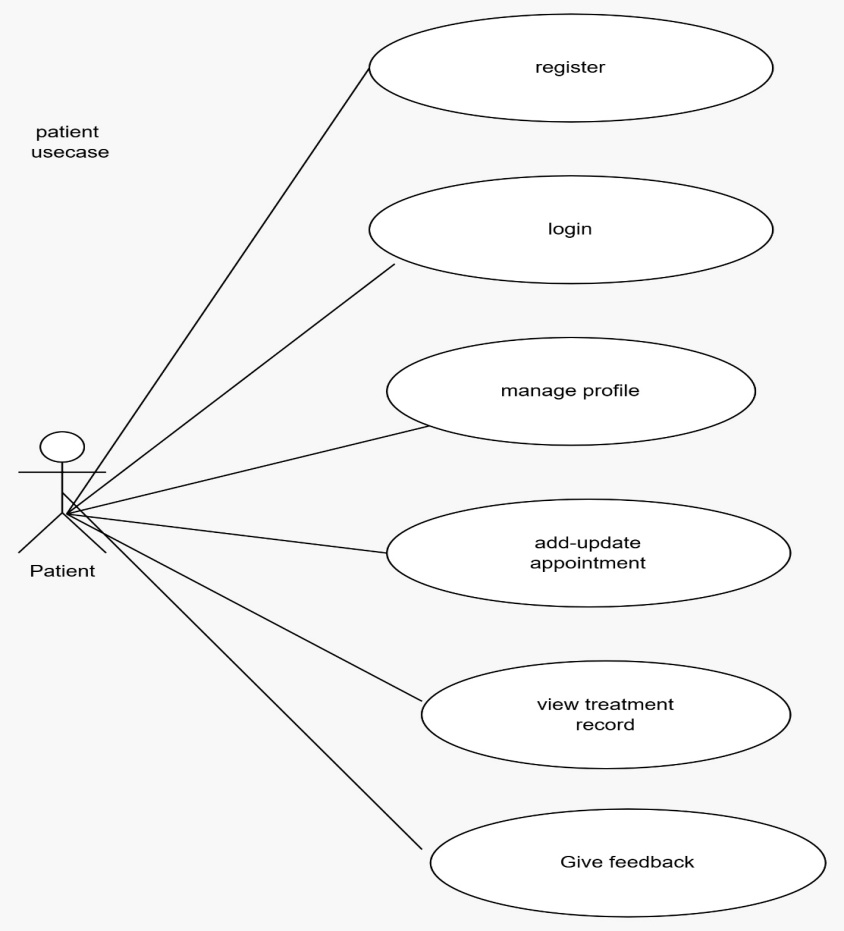 register
patient
usecase
login
manage profile
add-update
appointment
Patient
view treatment
record
Give feedback